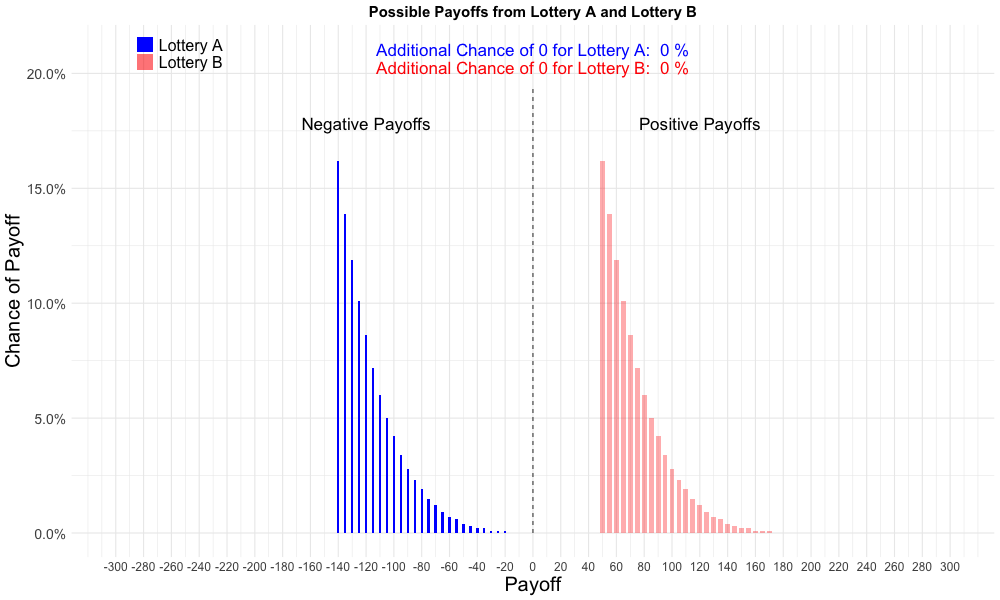 Possible Payoffs from Lottery A and Lottery B
Lottery A
Lottery B
Additional Chance of 0 for Lottery A:  0 %
Additional Chance of 0 for Lottery B:  0 %
Negative Payoffs
Positive Payoffs
Chance of Payoff
20.0%
15.0%
10.0%
5.0%
0.0%
-300 -280 -260 -240 -220 -200 -180 -160 -140 -120 -100 -80 -60 -40 -20 0 20 40 60 80 100 120 140 160 180 200 220 240 260 280 300
Payoff